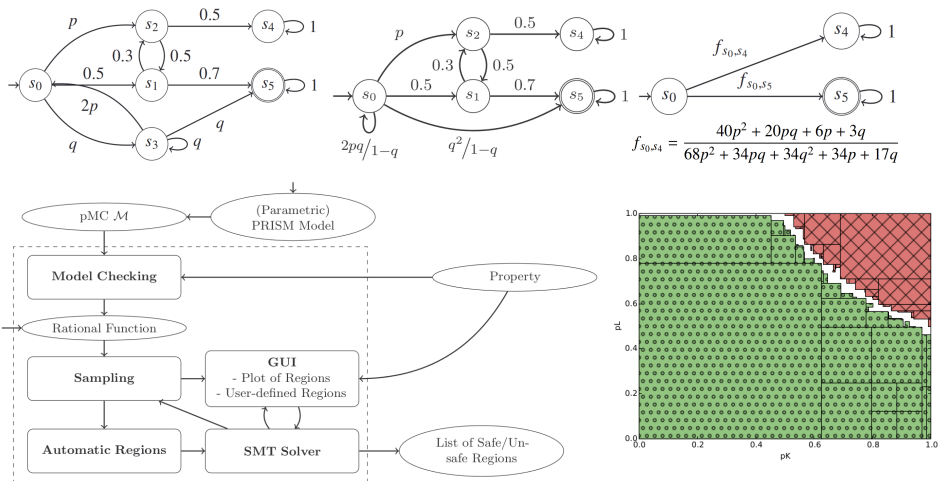 p
s2
0.5
s4
1
0.3
0.5
s0
0.5
s1
0.7
s5
1
2p
q
s3
q
q
p
s2
0.5
s4
1
0.3
0.5
s0
0.5
s1
0.7
s5
1
2pq/1-q
q²/1-q
s4
1
f_{s0,s4}
f_{s0,s5}
s0
s5
1
f_{s0,s4} = \frac{40p² + 20pq + 6p + 3q}{68p² + 34pq + 34q² + 34p + 17q}
pMC M
(Parametric)
PRISM Model
Model Checking
Property
Rational Function
Sampling
GUI
- Plot of Regions
- User-defined Regions
Automatic Regions
SMT Solver
List of Safe/Un-
safe Regions
1.0
0.8
0.6
pL
0.4
0.2
0.0
0.0
0.2
0.4
0.6
0.8
1.0
pK